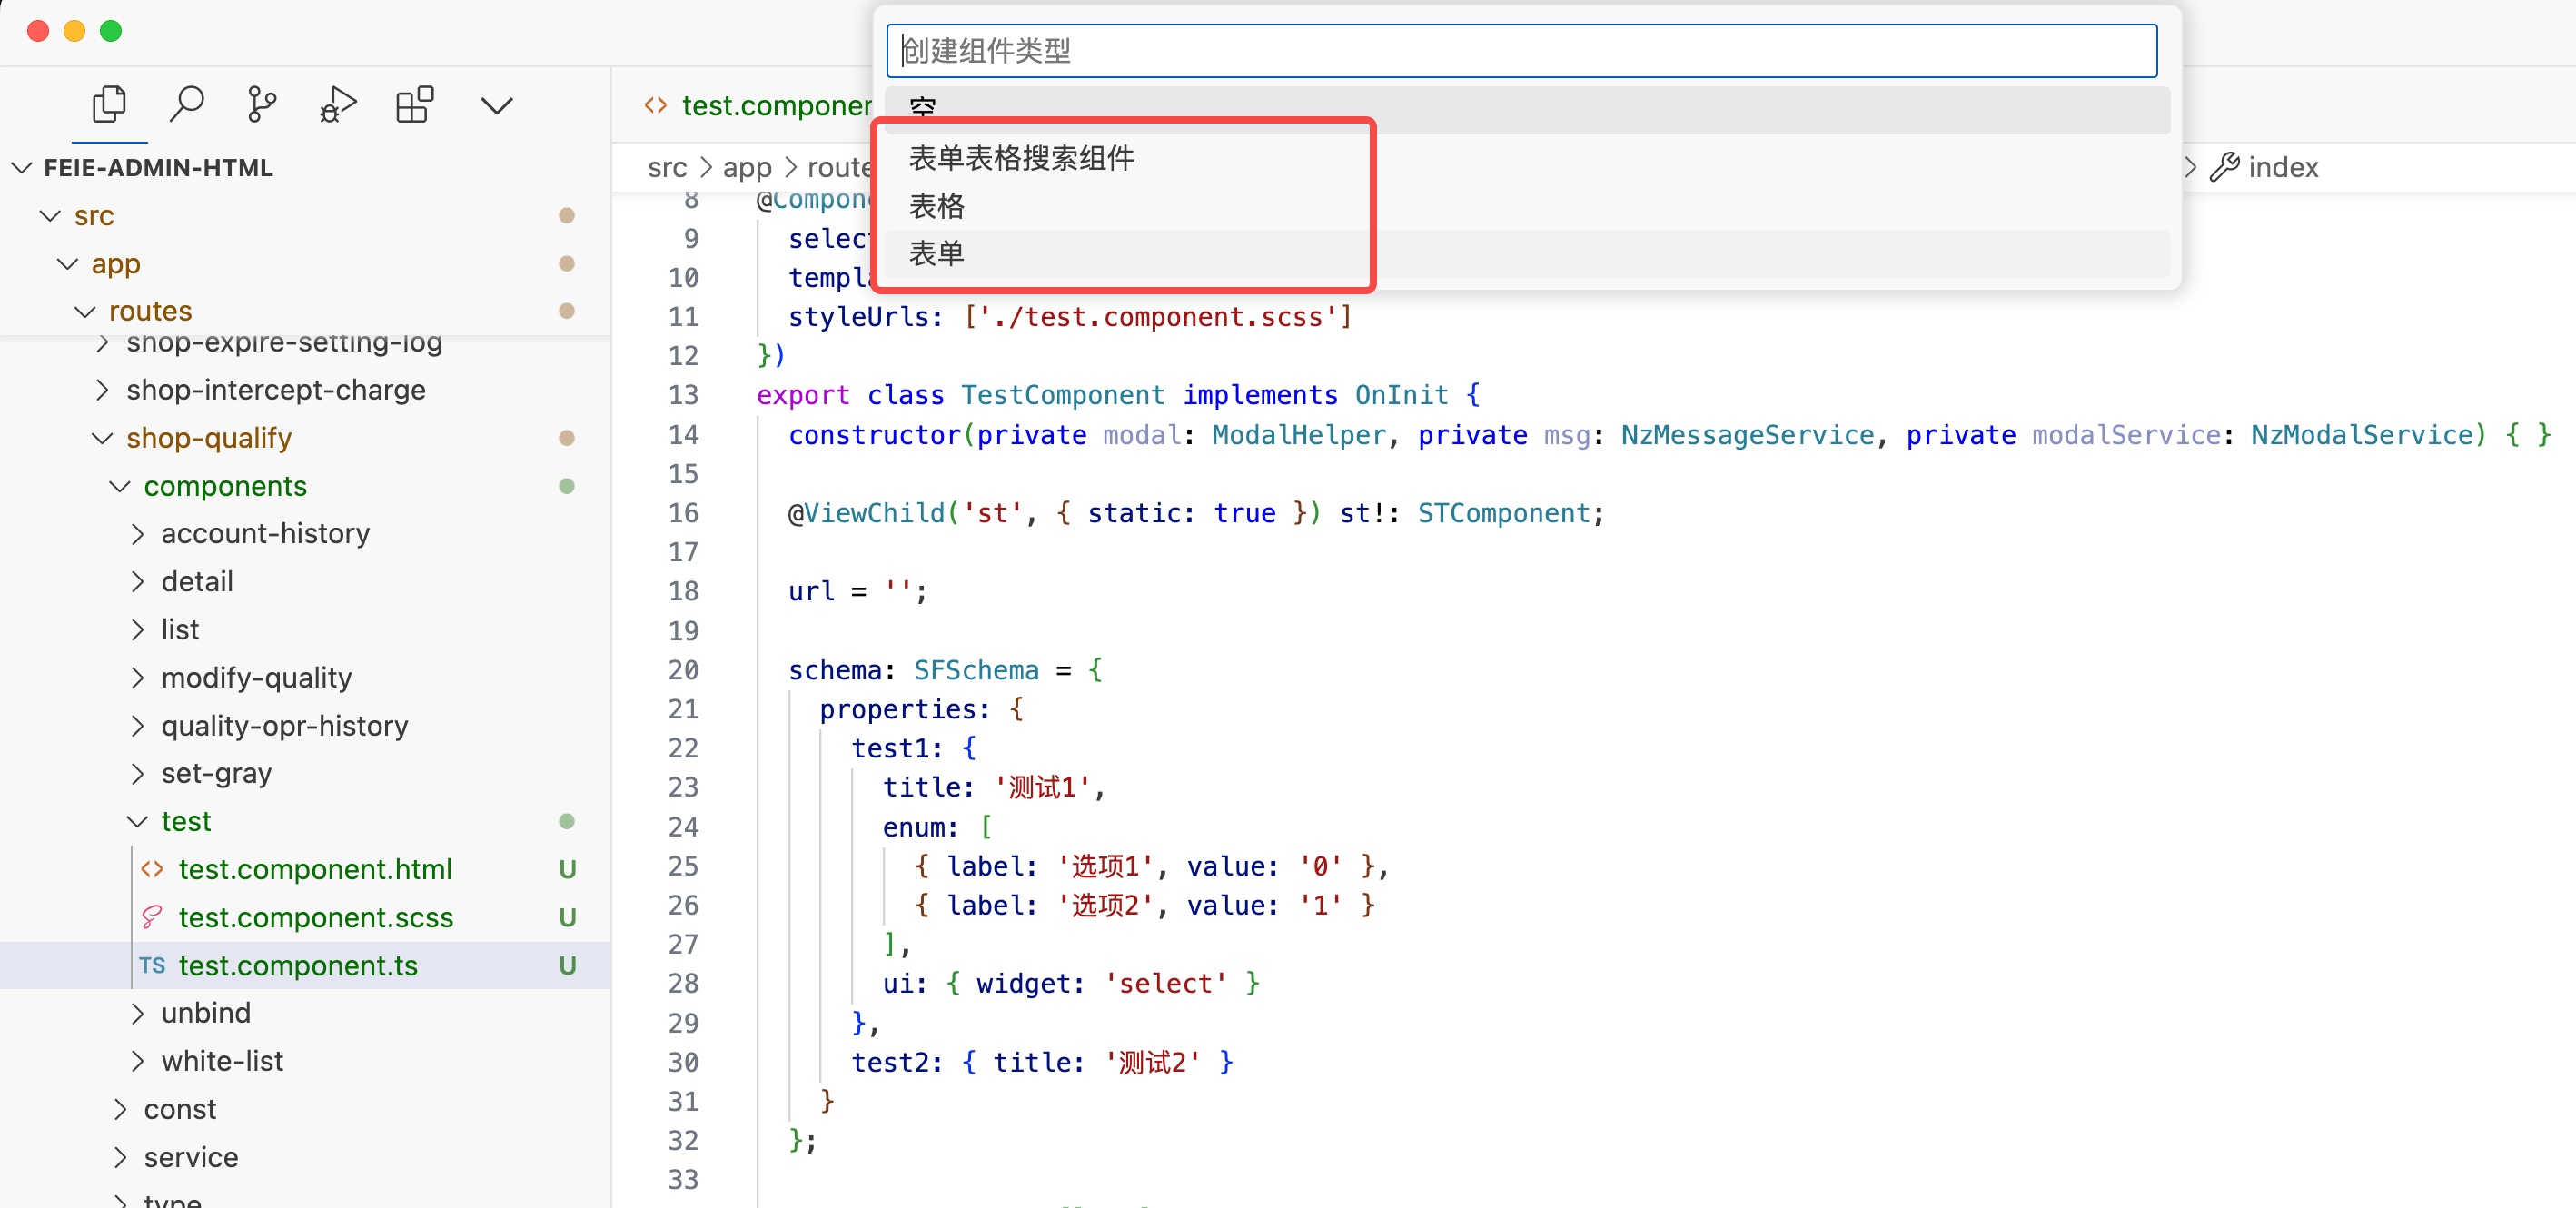 创建组件类型
空
表单表格搜索组件
表格
表单
FEIE-ADMIN-HTML
src
app
routes
shop-expire-setting-log
shop-intercept-charge
shop-qualify
components
account-history
detail
list
modify-quality
quality-opr-history
set-gray
test
test.component.html U
test.component.scss U
TS test.component.ts U
unbind
white-list
const
service
type
test.componen
src > app > route > index
8 @Compon
9 selec
10 templ
11 styleUrls: ['./test.component.scss']
12 })
13 export class TestComponent implements OnInit {
14 constructor(private modal: ModalHelper, private msg: NzMessageService, private modalService: NzModalService) { }
15
16 @ViewChild('st', { static: true }) st!: STComponent;
17
18 url = '';
19
20 schema: SFSchema = {
21 properties: {
22 test1: {
23 title: '测试1',
24 enum: [
25 { label: '选项1', value: '0' },
26 { label: '选项2', value: '1' }
27 ],
28 ui: { widget: 'select' }
29 },
30 test2: { title: '测试2' }
31 }
32 };
33